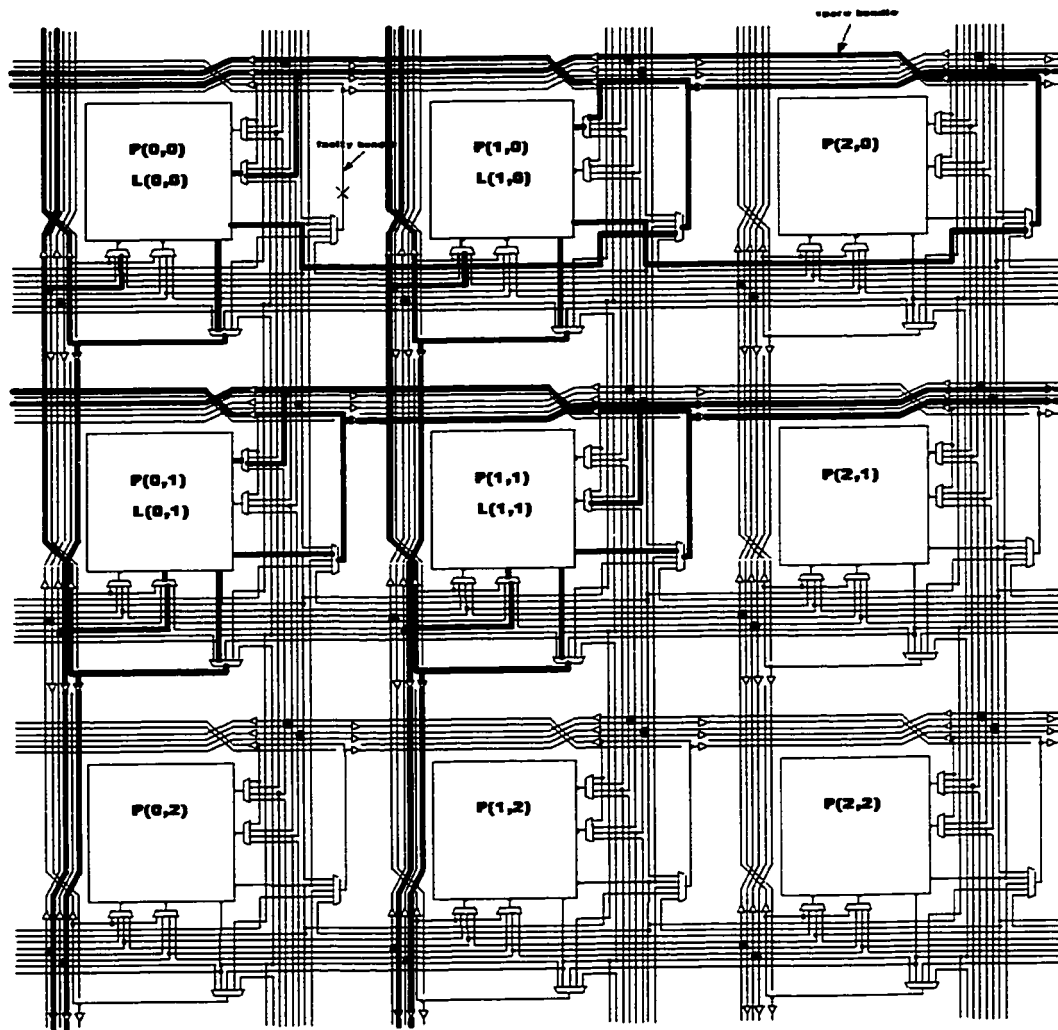 spare bundle
P(0,0)
L(0,0)
faulty bundle
P(1,0)
L(1,0)
P(2,0)
P(0,1)
L(0,1)
P(1,1)
L(1,1)
P(2,1)
P(0,2)
P(1,2)
P(2,2)